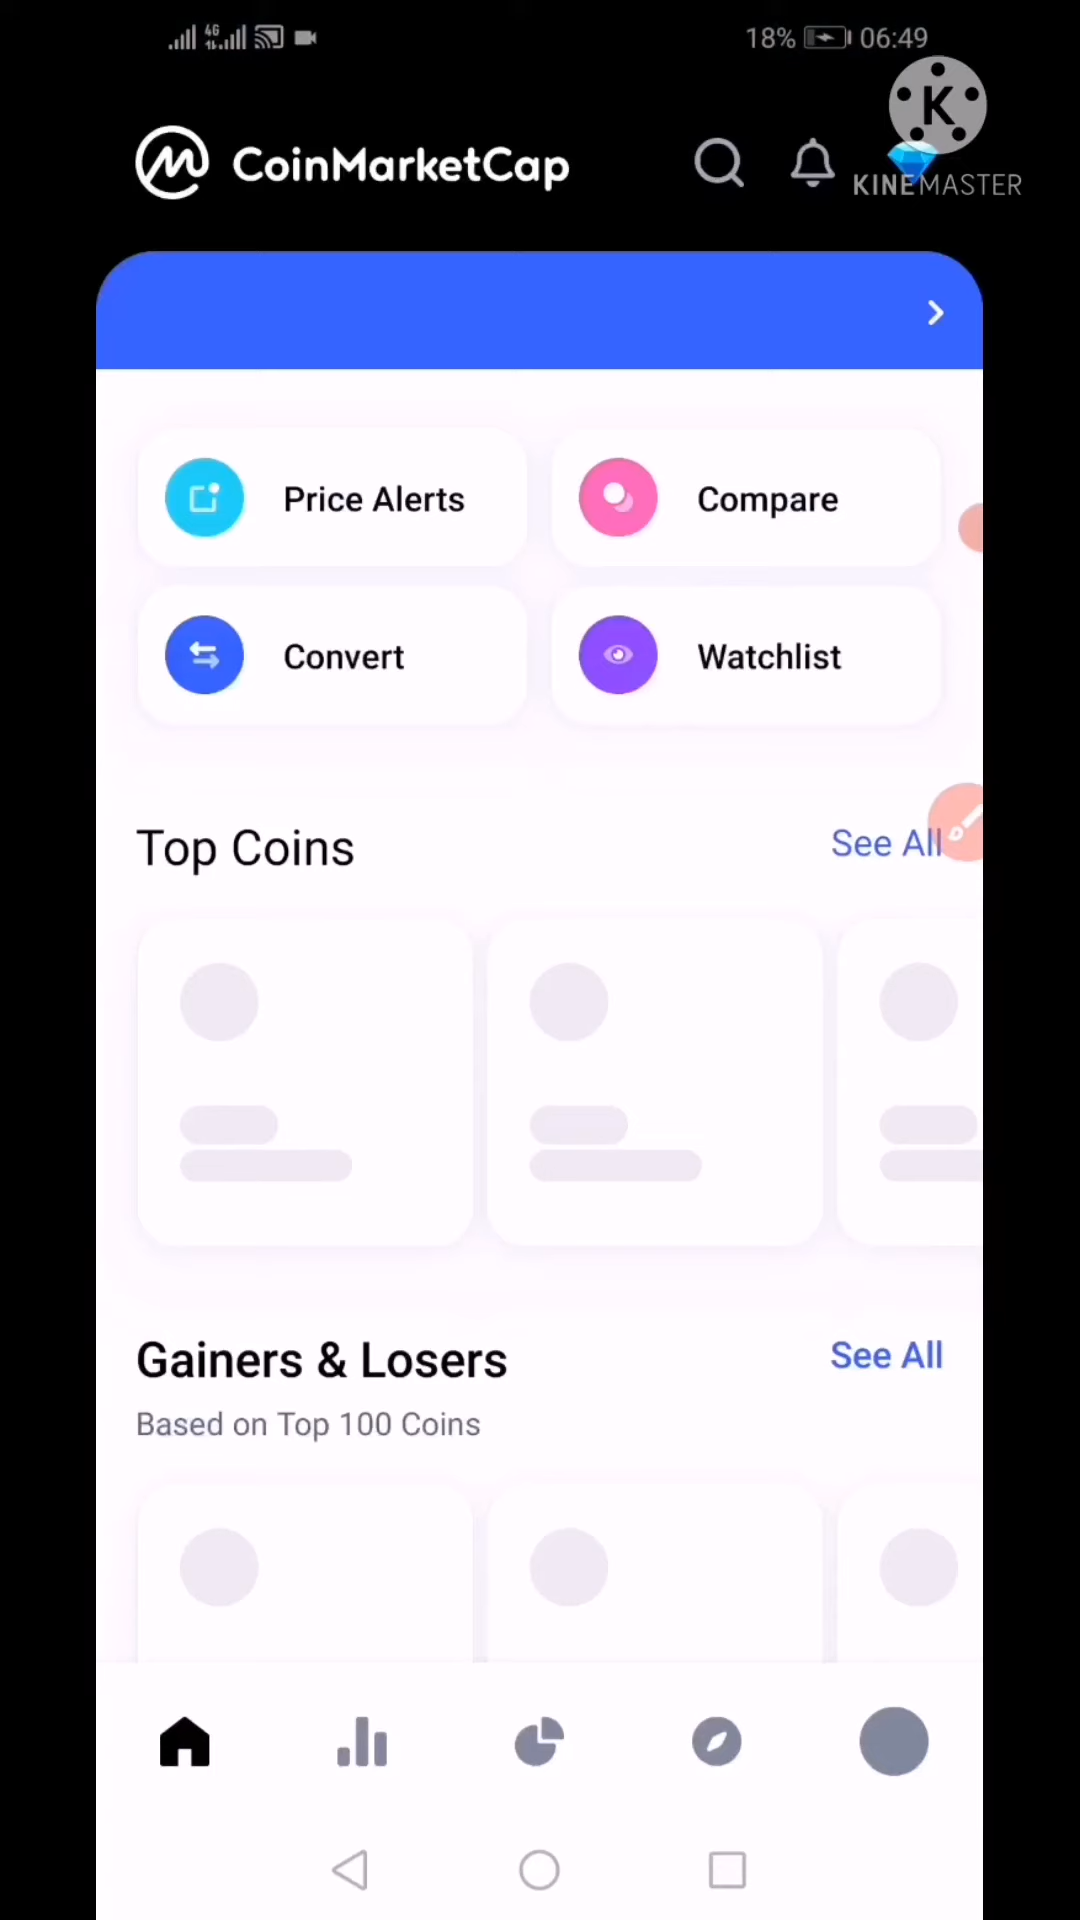 4G
18% 06:49
K
KINEMASTER
CoinMarketCap
Price Alerts
Compare
Convert
Watchlist
Top Coins
See All
Gainers & Losers
See All
Based on Top 100 Coins